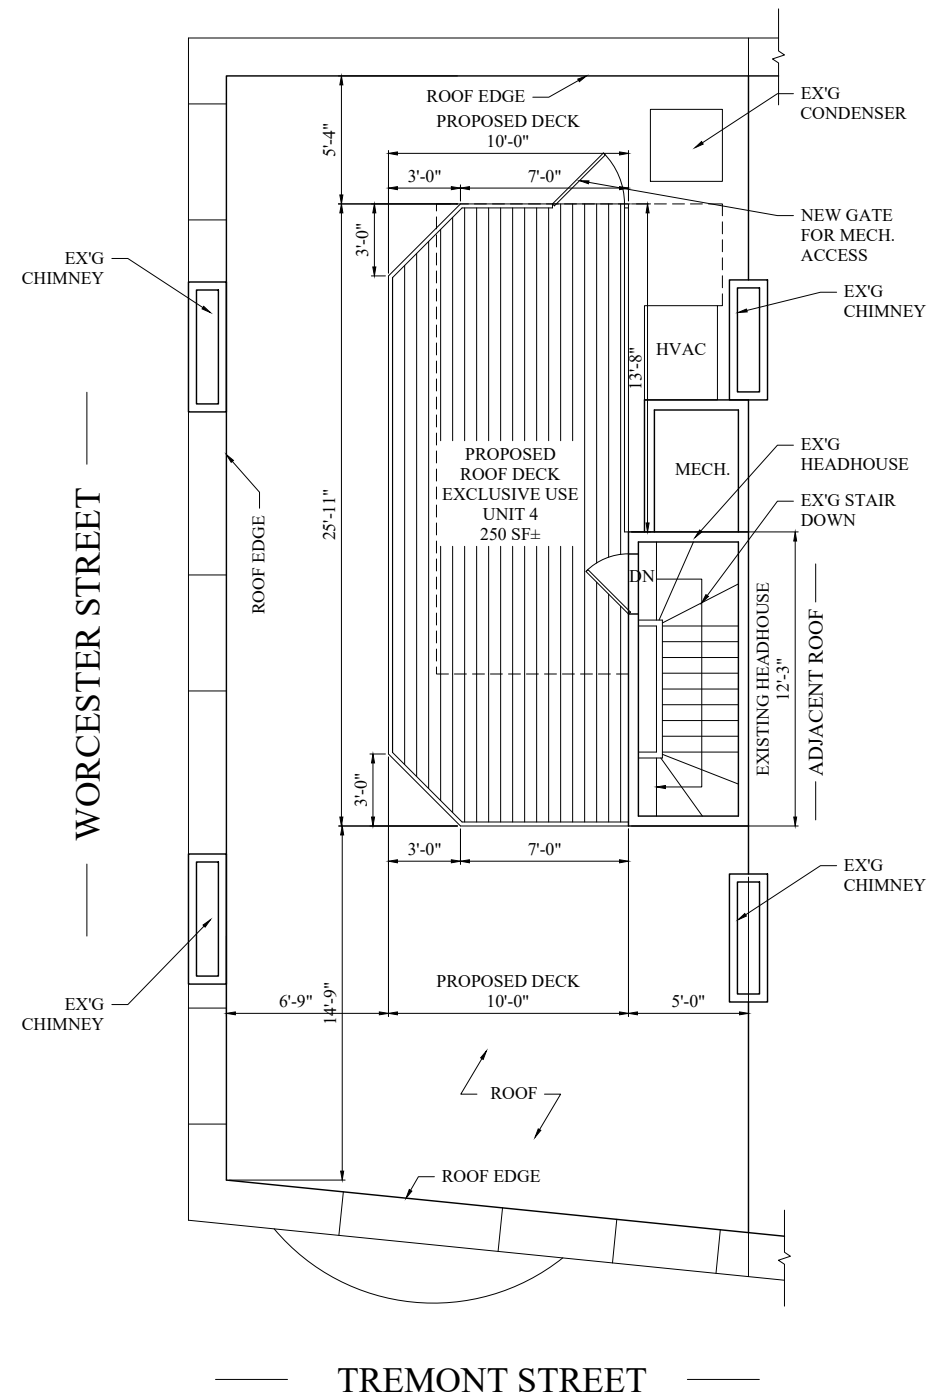 ROOF EDGE
PROPOSED DECK
10'-0"
3'-0"
7'-0"
5'-4"
3'-0"
EX'G
CONDENSER
NEW GATE
FOR MECH.
ACCESS
EX'G
CHIMNEY
EX'G
CHIMNEY
HVAC
13'-8"
MECH.
EX'G
HEADHOUSE
EX'G STAIR
DOWN
PROPOSED
ROOF DECK
EXCLUSIVE USE
UNIT 4
250 SF±
25'-11"
ROOF EDGE
WORCESTER STREET
DN
EXISTING HEADHOUSE
12'-3"
ADJACENT ROOF
3'-0"
3'-0"
7'-0"
EX'G
CHIMNEY
EX'G
CHIMNEY
PROPOSED DECK
6'-9"
14'-9"
10'-0"
5'-0"
ROOF
ROOF EDGE
TREMONT STREET